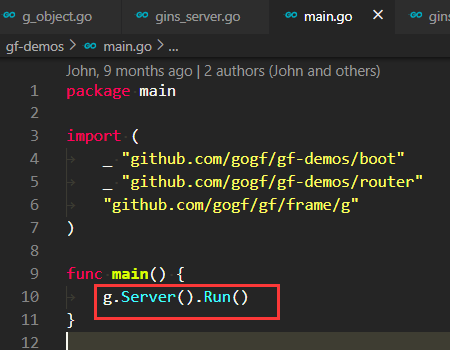 g_object.go gins_server.go main.go gins
gf-demos > main.go > ...
John, 9 months ago | 2 authors (John and others)
1 package main
2
3 import (
4 _ "github.com/gogf/gf-demos/boot"
5 _ "github.com/gogf/gf-demos/router"
6 "github.com/gogf/gf/frame/g"
7 )
8
9 func main() {
10 g.Server().Run()
11 }
12